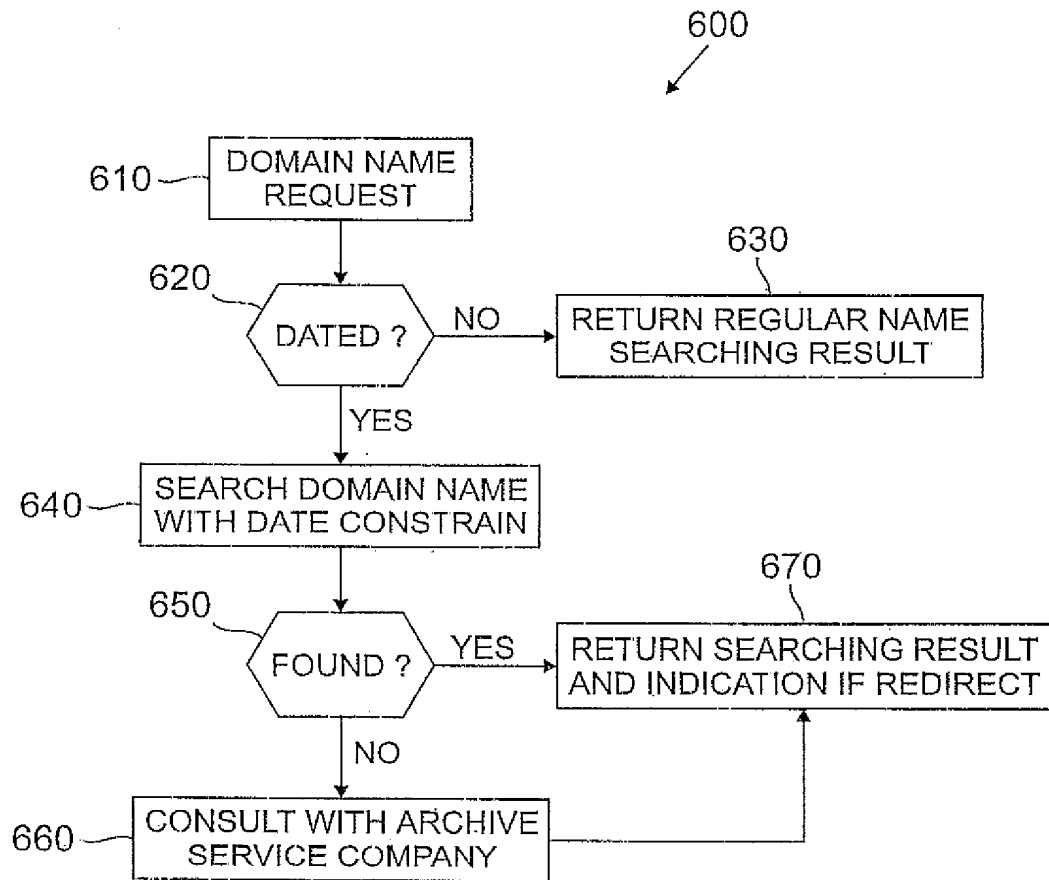 600
610
DOMAIN NAME
REQUEST
620
DATED ?
NO
630
RETURN REGULAR NAME
SEARCHING RESULT
YES
640
SEARCH DOMAIN NAME
WITH DATE CONSTRAIN
650
FOUND ?
YES
670
RETURN SEARCHING RESULT
AND INDICATION IF REDIRECT
NO
660
CONSULT WITH ARCHIVE
SERVICE COMPANY